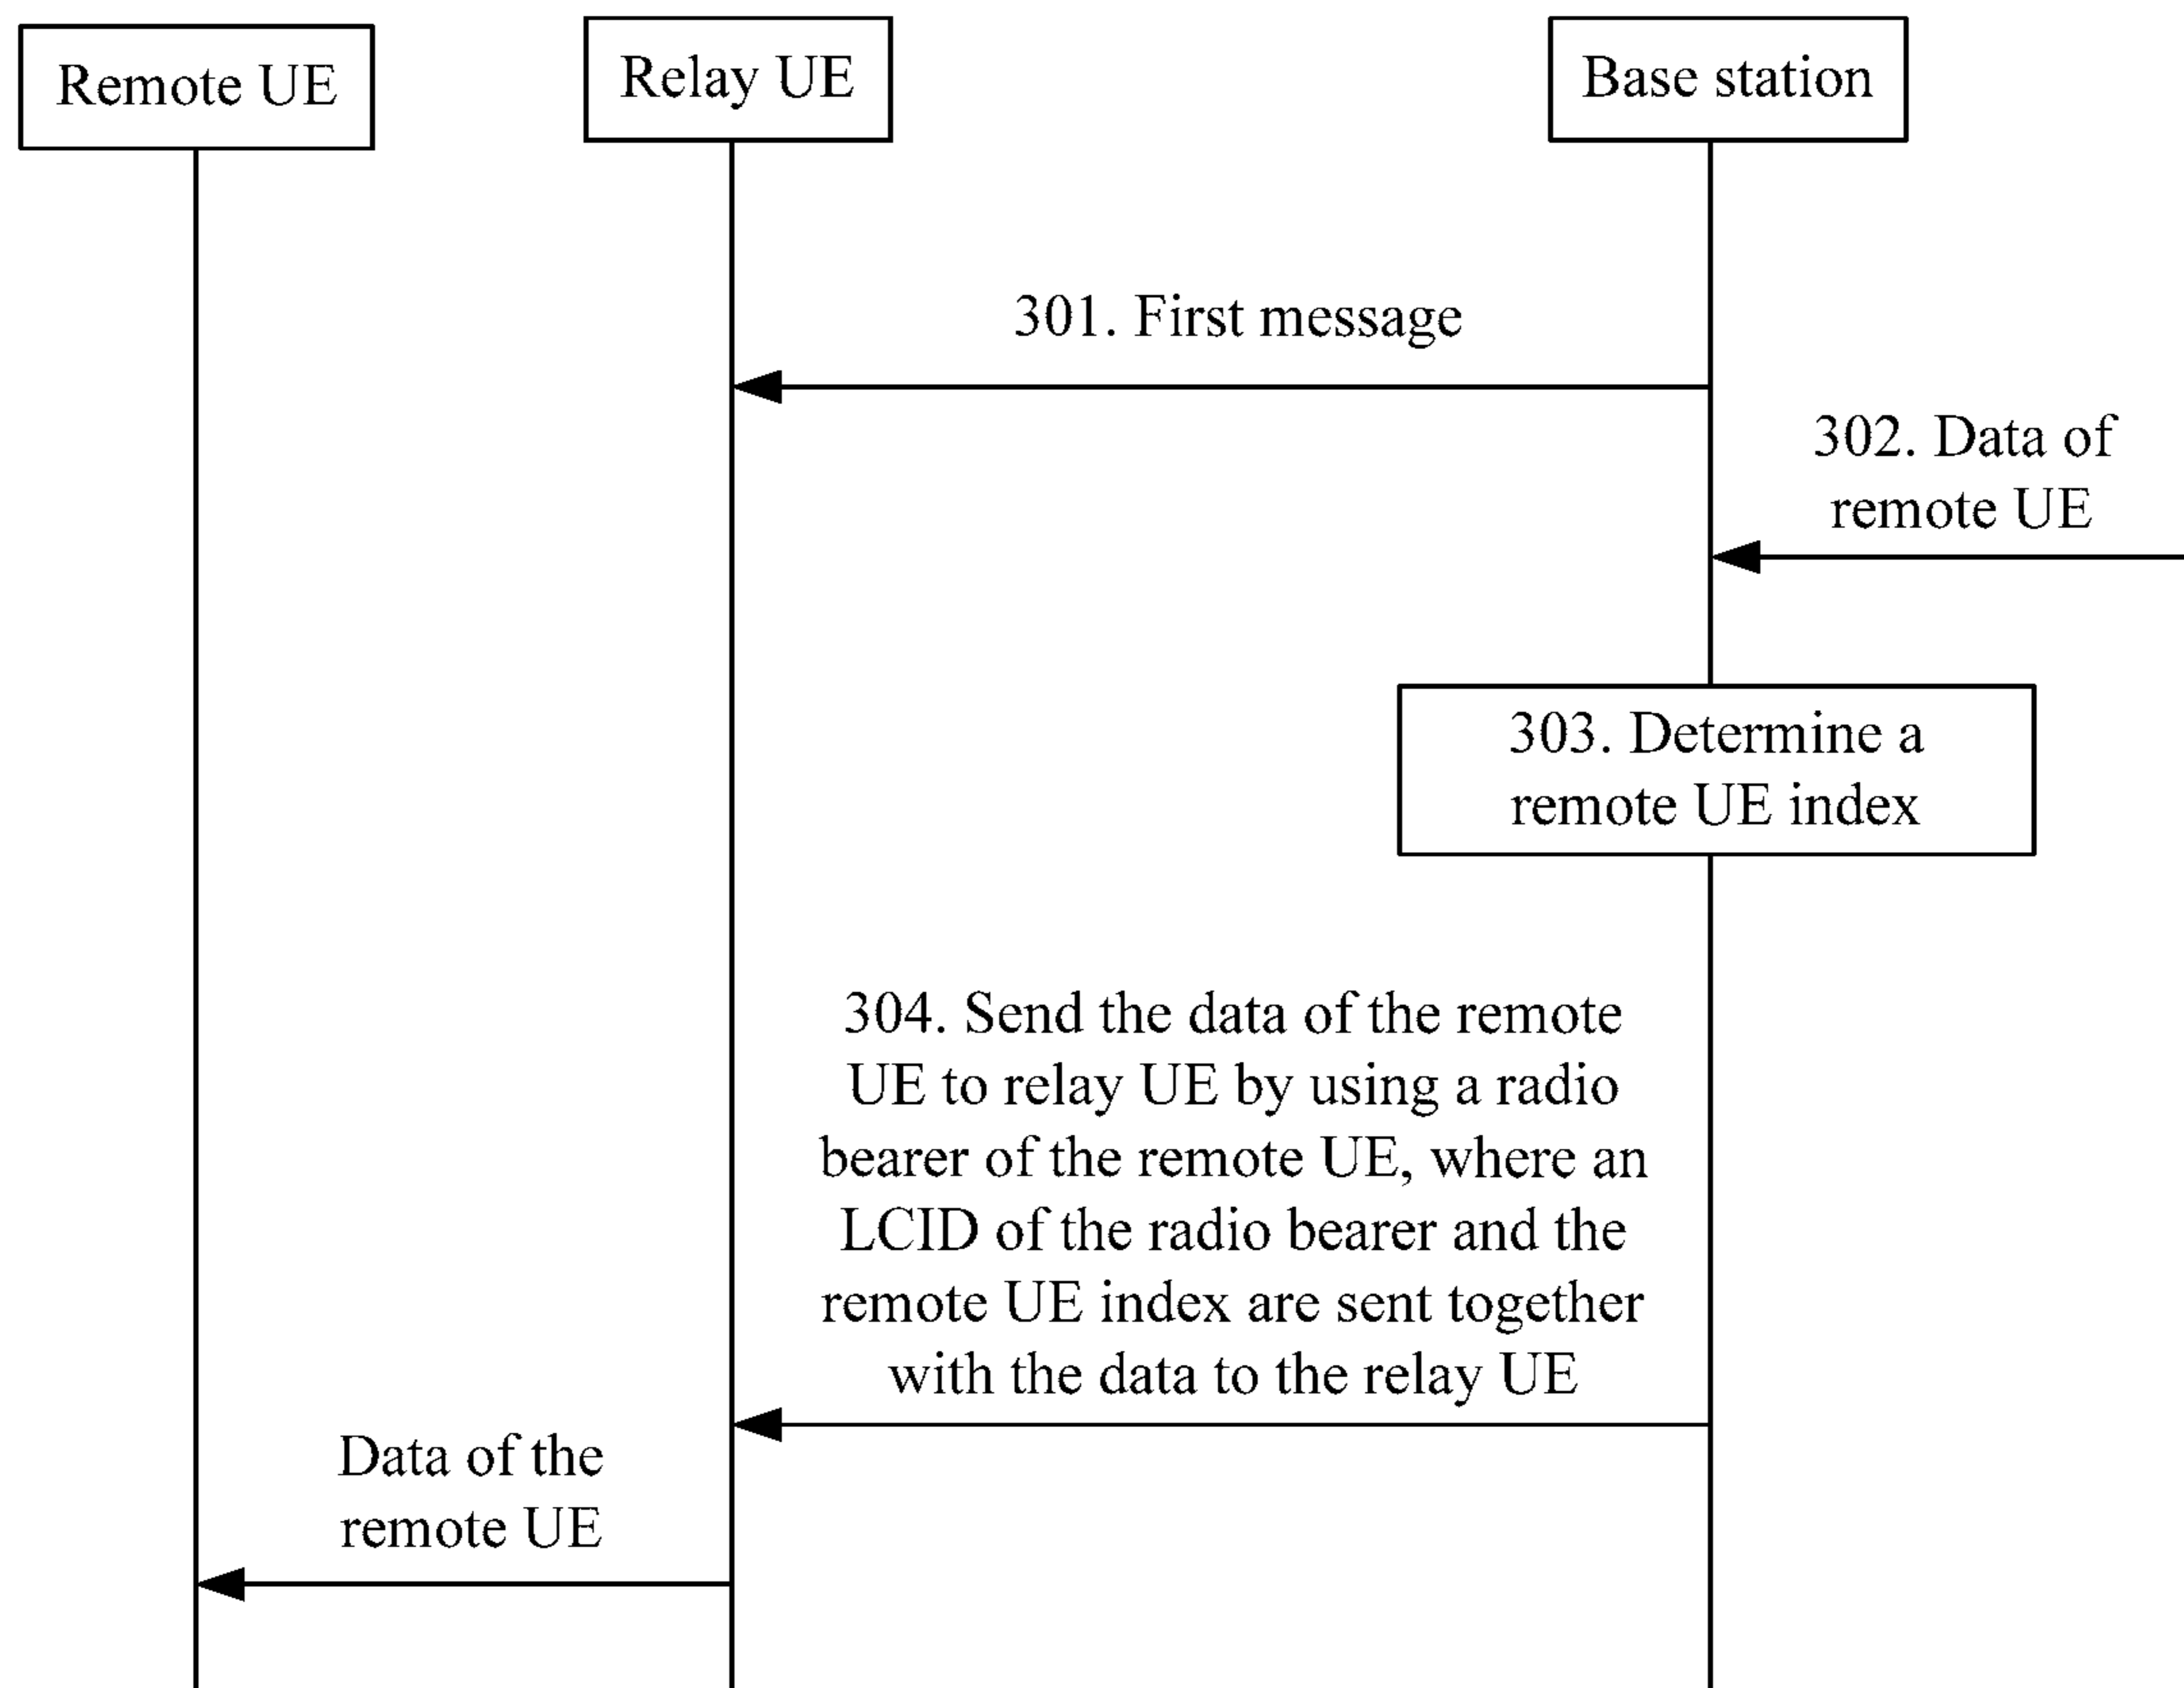 Remote UE
Relay UE
Base station
301. First message
302. Data of
remote UE
303. Determine a
remote UE index
304. Send the data of the remote
UE to relay UE by using a radio
bearer of the remote UE, where an
LCID of the radio bearer and the
remote UE index are sent together
with the data to the relay UE
Data of the
remote UE